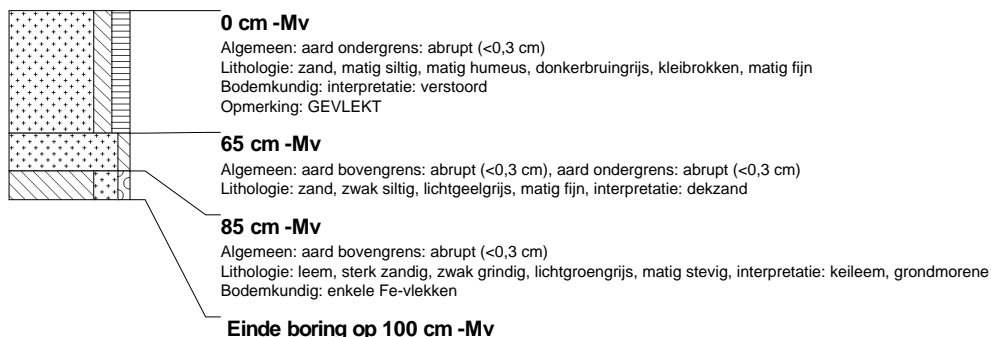 0 cm -Mv
Algemeen: aard ondergrens: abrupt (<0,3 cm)
Lithologie: zand, matig siltig, matig humeus, donkerbruingrijs, kleibrokken, matig fijn
Bodemkundig: interpretatie: verstoord
Opmerking: GEVLEKT
65 cm -Mv
Algemeen: aard bovengrens: abrupt (<0,3 cm), aard ondergrens: abrupt (<0,3 cm)
Lithologie: zand, zwak siltig, lichtgeelgrijs, matig fijn, interpretatie: dekzand
85 cm -Mv
Algemeen: aard bovengrens: abrupt (<0,3 cm)
Lithologie: leem, sterk zandig, zwak grindig, lichtgroengrijs, matig stevig, interpretatie: keileem, grondmorene
Bodemkundig: enkele Fe-vlekken
Einde boring op 100 cm -Mv